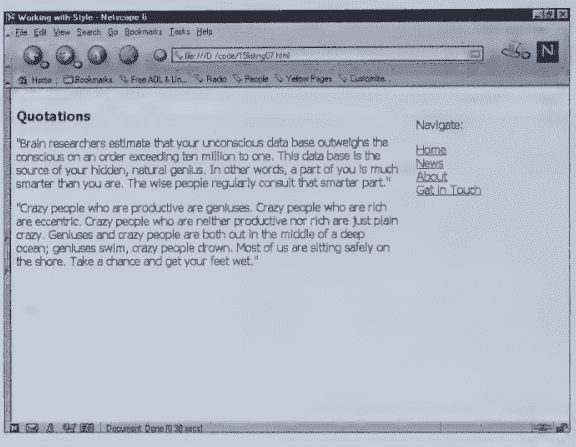 Working with Style - Netscape 6
File Edit View Search Go Bookmarks Tasks Help
file:///D|/code/15listing07.html
Home Bookmarks Free AOL & Un... Radio People Yellow Pages Customize...
Quotations
"Brain researchers estimate that your unconscious data base outweighs the
conscious on an order exceeding ten million to one. This data base is the
source of your hidden, natural genius. In other words, a part of you is much
smarter than you are. The wise people regularly consult that smarter part."
"Crazy people who are productive are geniuses. Crazy people who are rich
are eccentric. Crazy people who are neither productive nor rich are just plain
crazy. Geniuses and crazy people are both out in the middle of a deep
ocean; geniuses swim, crazy people drown. Most of us are sitting safely on
the shore. Take a chance and get your feet wet."
Navigate:
Home
News
About
Get in Touch
N
Document: Done (0.38 secs)